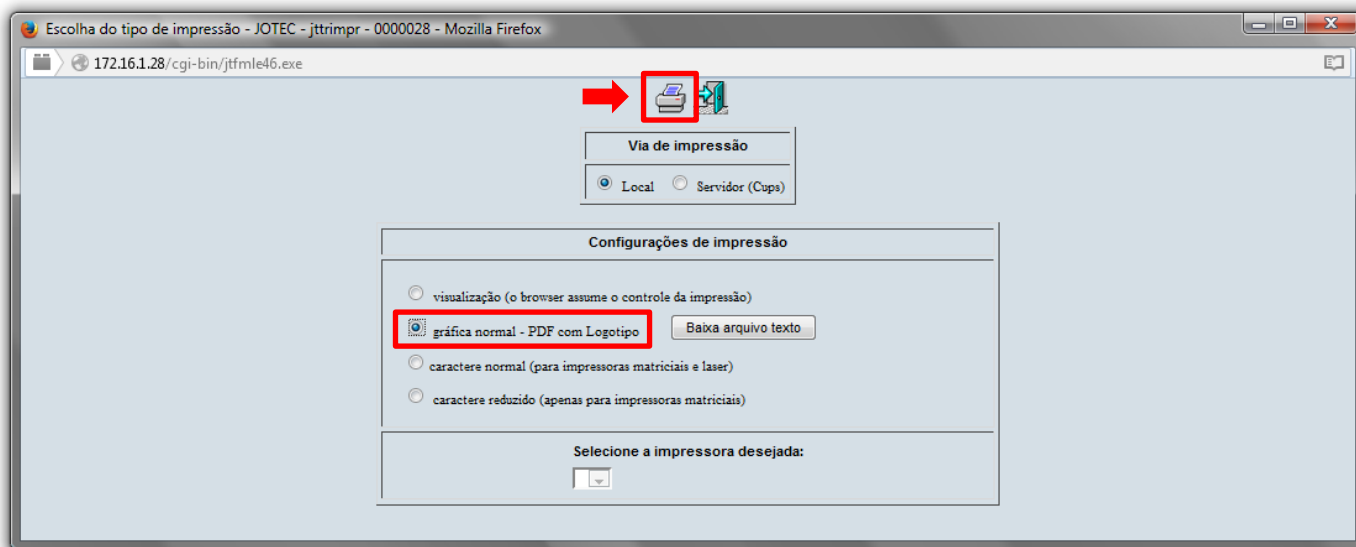 Escolha do tipo de impressão - JOTEC - jttrimpr - 0000028 - Mozilla Firefox
172.16.1.28/cgi-bin/jtfmle46.exe
Via de impressão
Local Servidor (Cups)
Configurações de impressão
visualização (o browser assume o controle da impressão)
gráfica normal - PDF com Logotipo Baixa arquivo texto
caractere normal (para impressoras matriciais e laser)
caractere reduzido (apenas para impressoras matriciais)
Selecione a impressora desejada: